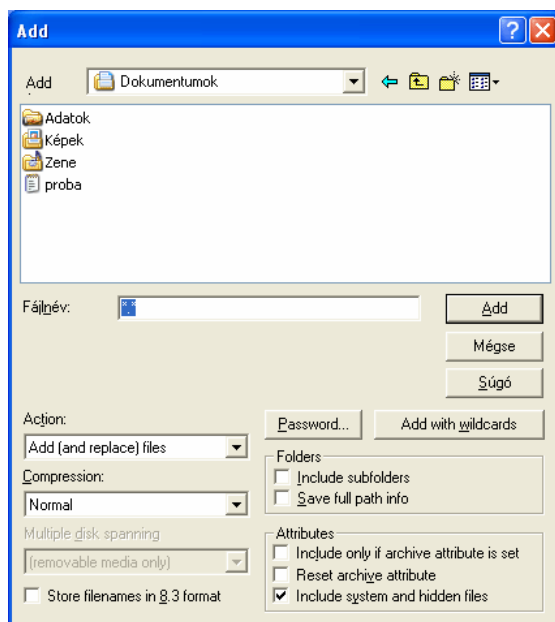 Add
Add
Dokumentumok
Adatok
Képek
Zene
proba
Fájlnév:
*.*
Add
Mégse
Súgó
Action:
Password...
Add with wildcards
Add (and replace) files
Folders
Compression:
Include subfolders
Normal
Save full path info
Multiple disk spanning
Attributes
(removable media only)
Include only if archive attribute is set
Reset archive attribute
Store filenames in 8.3 format
Include system and hidden files